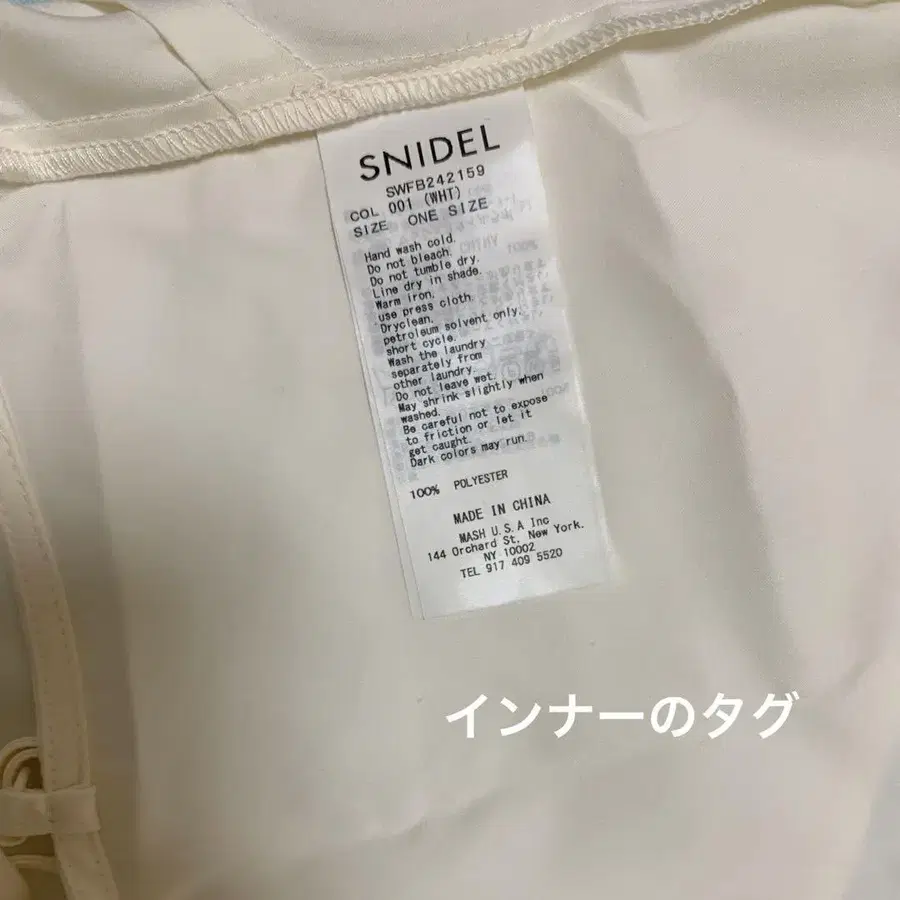 SNIDEL
SWFB242159
COL 001 (WHT)
SIZE ONE SIZE
Hand wash cold.
Do not bleach.
Do not tumble dry.
Line dry in shade.
Warm iron.
use press cloth.
Dryclean.
petroleum solvent only.
short cycle.
Wash the laundry
separately from
other laundry.
Do not leave wet.
May shrink slightly when
washed.
Be careful not to expose
to friction or let it
get caught.
Dark colors may run.
100% POLYESTER
MADE IN CHINA
MASH U.S.A Inc
144 Orchard St. New York.
NY 10002
TEL 917 409 5520
インナーのタグ